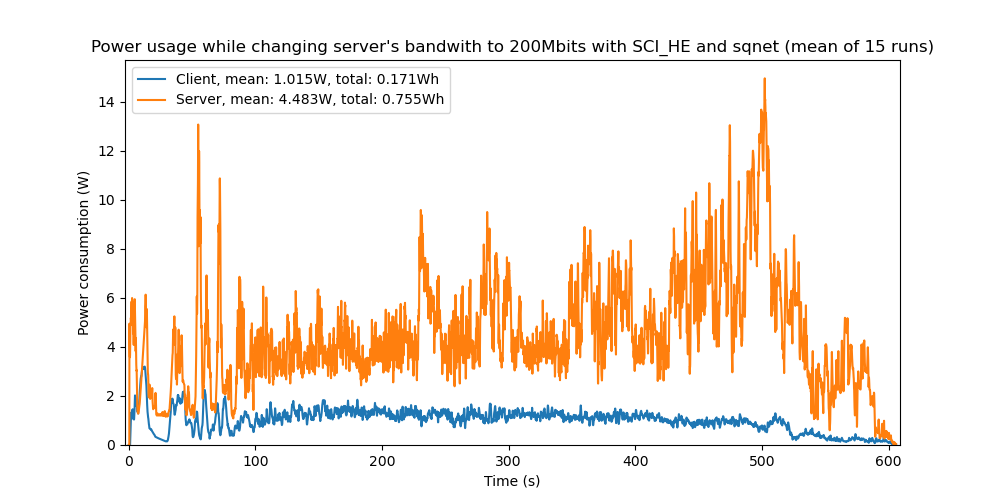 Power usage while changing server's bandwith to 200Mbits with SCI_HE and sqnet (mean of 15 runs)
Client, mean: 1.015W, total: 0.171Wh
Server, mean: 4.483W, total: 0.755Wh
14
12
10
8
6
4
2
0
Power consumption (W)
0 100 200 300 400 500 600
Time (s)